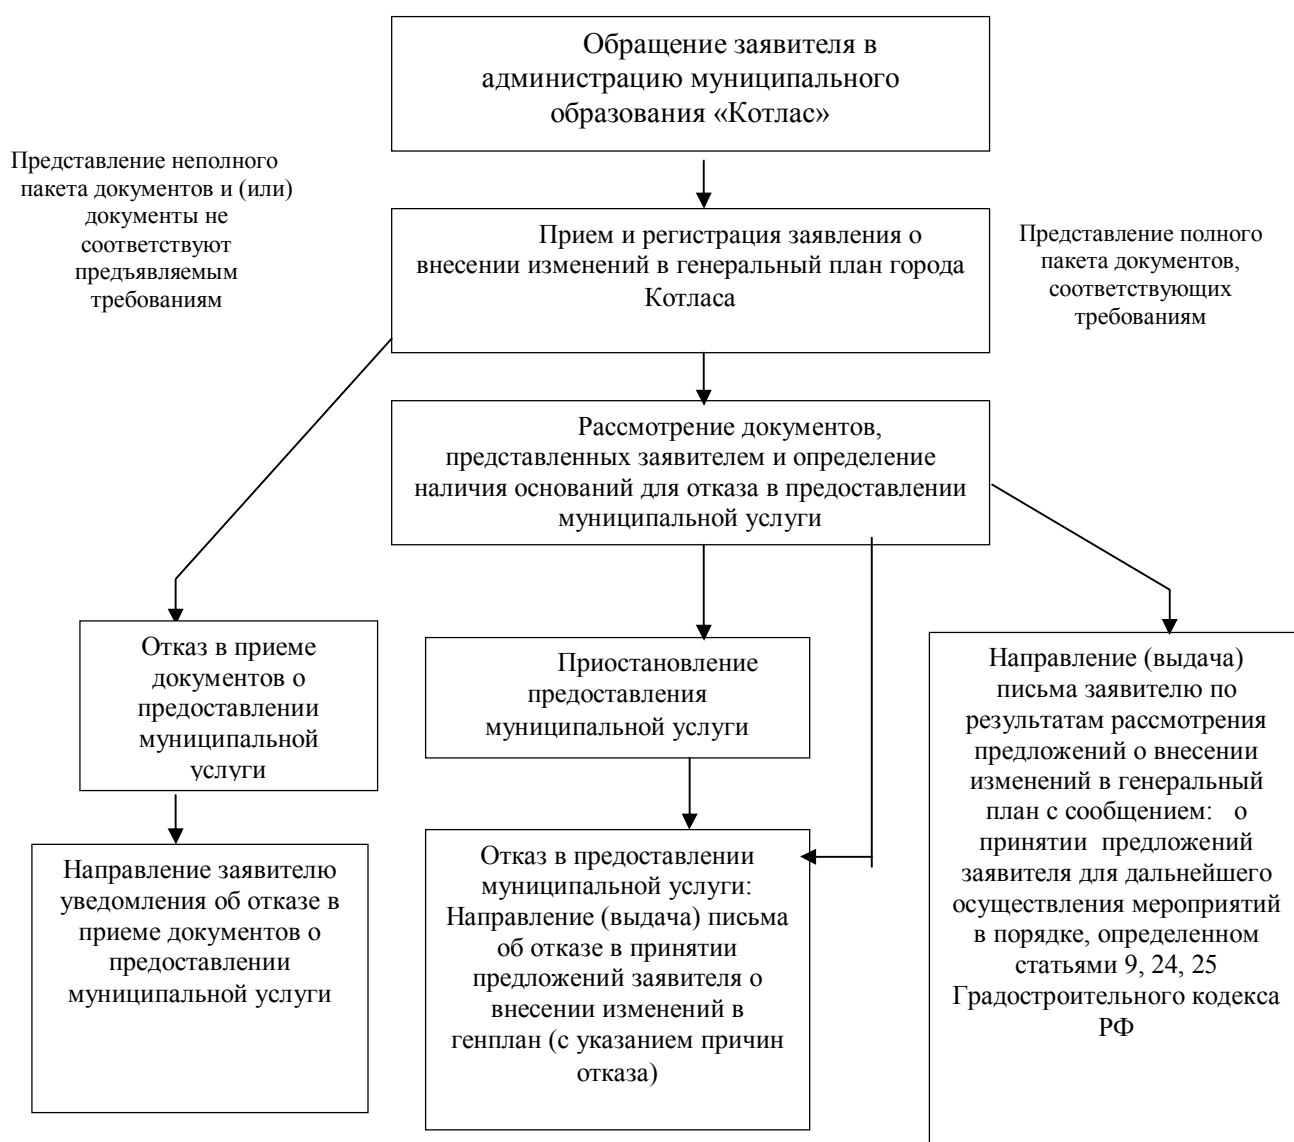 Обращение заявителя в
администрацию муниципального
образования «Котлас»
Представление неполного
пакета документов и (или)
документы не
соответствуют
предъявляемым
требованиям
Прием и регистрация заявления о
внесении изменений в генеральный план города
Котласа
Представление полного
пакета документов,
соответствующих
требованиям
Рассмотрение документов,
представленных заявителем и определение
наличия оснований для отказа в предоставлении
муниципальной услуги
Отказ в приеме
документов о
предоставлении
муниципальной
услуги
Приостановление
предоставления
муниципальной услуги
Направление (выдача)
письма заявителю по
результатам рассмотрения
предложений о внесении
изменений в генеральный
план с сообщением: о
принятии предложений
заявителя для дальнейшего
осуществления мероприятий
в порядке, определенном
статьями 9, 24, 25
Градостроительного кодекса
РФ
Направление заявителю
уведомления об отказе в
приеме документов о
предоставлении
муниципальной услуги
Отказ в предоставлении
муниципальной услуги:
Направление (выдача) письма
об отказе в принятии
предложений заявителя о
внесении изменений в
генплан (с указанием причин
отказа)